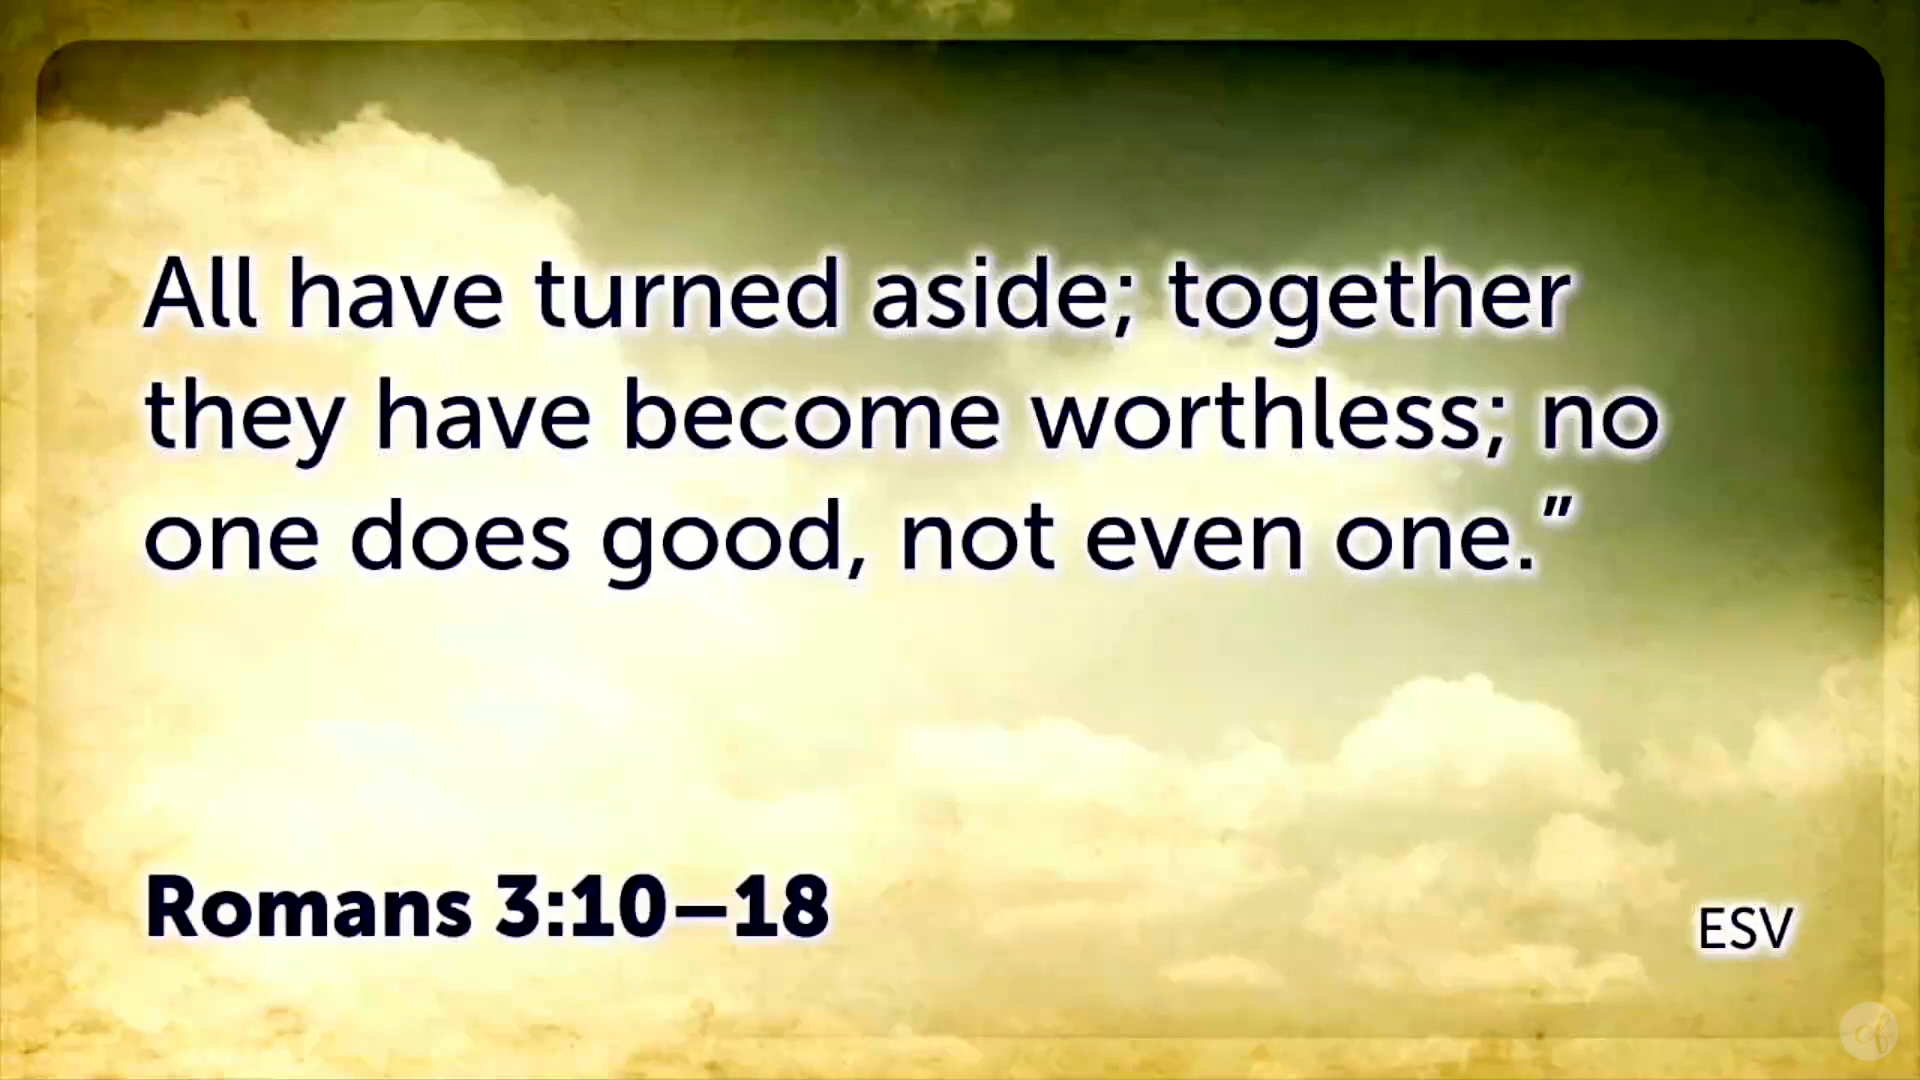 All have turned aside; together
they have become worthless; no
one does good, not even one.”
Romans 3:10–18
ESV